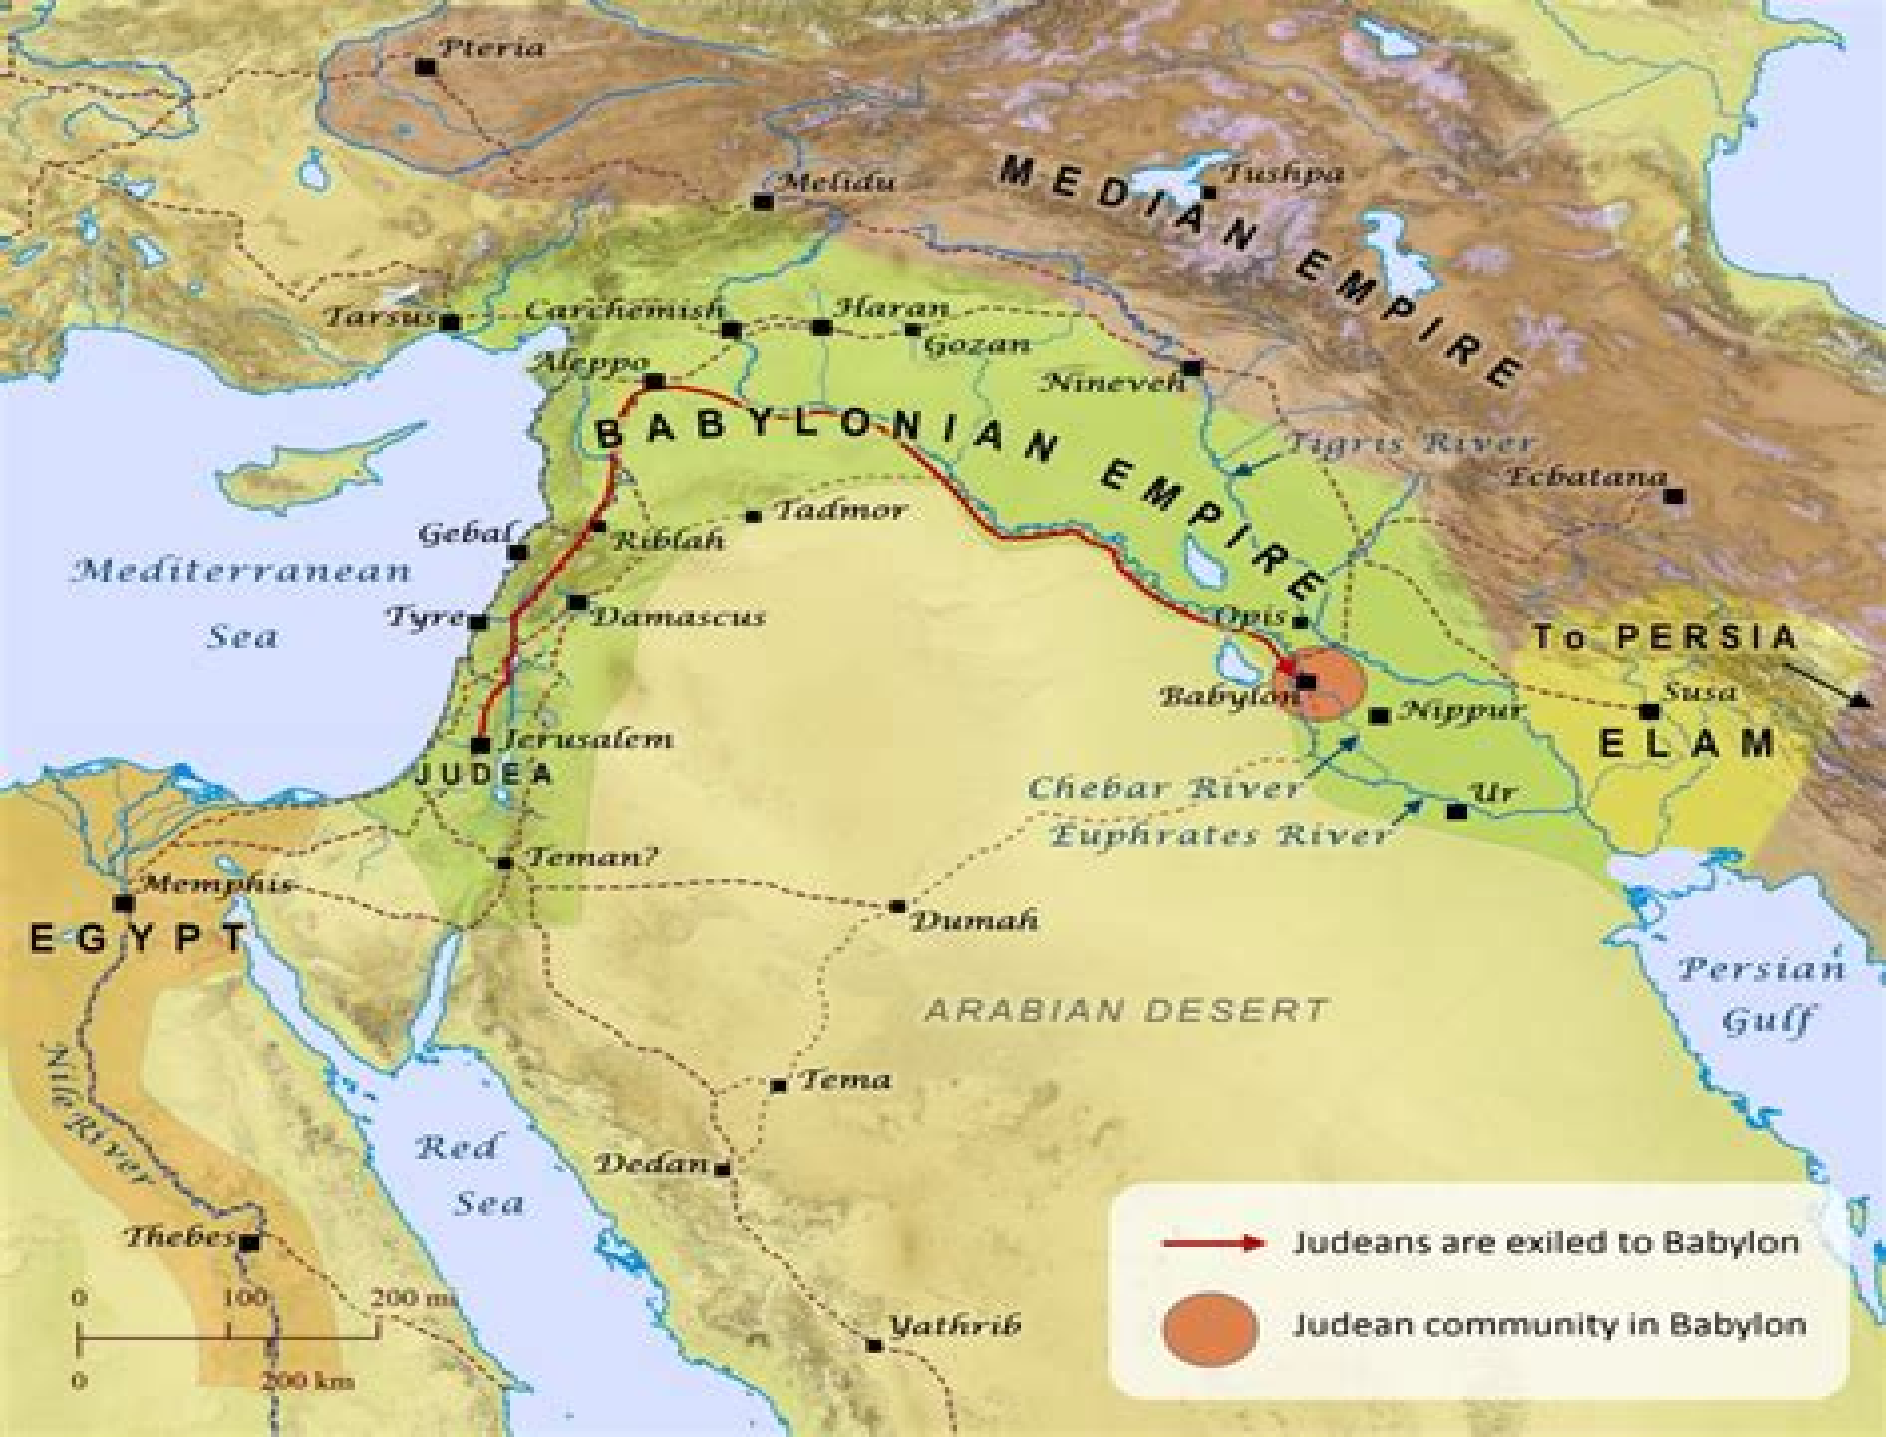 Pteria
Melidu
Tushpa
MEDIAN EMPIRE
Tarsus
Carchemish
Haran
Gozan
Aleppo
Nineveh
BABYLONIAN EMPIRE
Tigris River
Ecbatana
Tadmor
Gebal
Riblah
Mediterranean
Sea
Tyre
Damascus
Opis
To PERSIA
Babylon
Nippur
Susa
ELAM
Jerusalem
JUDEA
Chebar River
Ur
Euphrates River
Teman?
Memphis
EGYPT
Dumah
Persian
Gulf
ARABIAN DESERT
Nile River
Tema
Red
Sea
Dedan
Thebes
Yathrib
Judeans are exiled to Babylon
Judean community in Babylon
0 100 200 mi
0 200 km